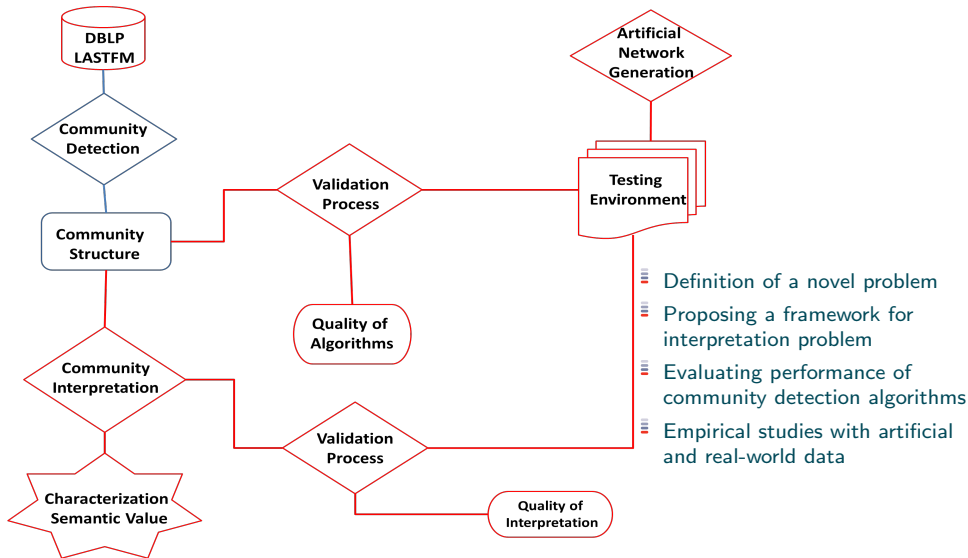 DBLP
LASTFM
Artificial
Network
Generation
Community
Detection
Validation
Process
Testing
Environment
Community
Structure
Quality of
Algorithms
Community
Interpretation
Validation
Process
Characterization
Semantic Value
Quality of
Interpretation
Definition of a novel problem
Proposing a framework for
interpretation problem
Evaluating performance of
community detection algorithms
Empirical studies with artificial
and real-world data